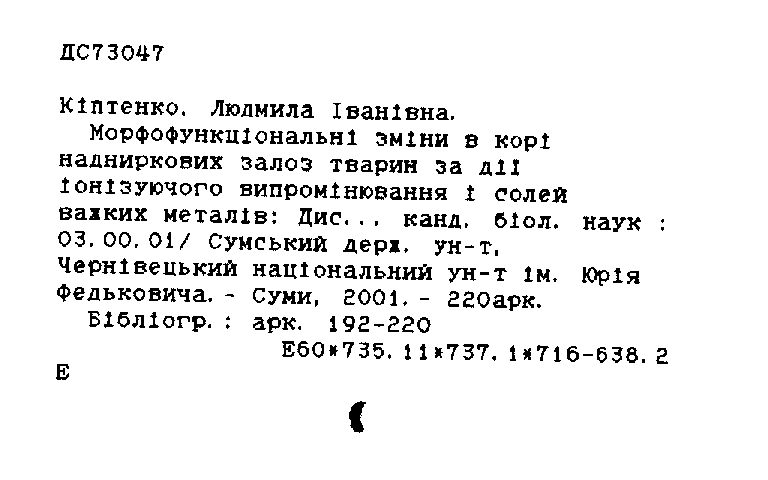 ДС73047
Кіптенко, Людмила Іванівна.
Морфофункціональні зміни в корі
надниркових залоз тварин за дії
іонізуючого випромінювання і солей
важких металів: Дис... канд. біол. наук :
03.00.01/ Сумський держ. ун-т,
Чернівецький національний ун-т ім. Юрія
Федьковича. - Суми, 2001. - 220арк.
Бібліогр.: арк. 192-220
Е60*735.11*737.1*716-638.2
Е